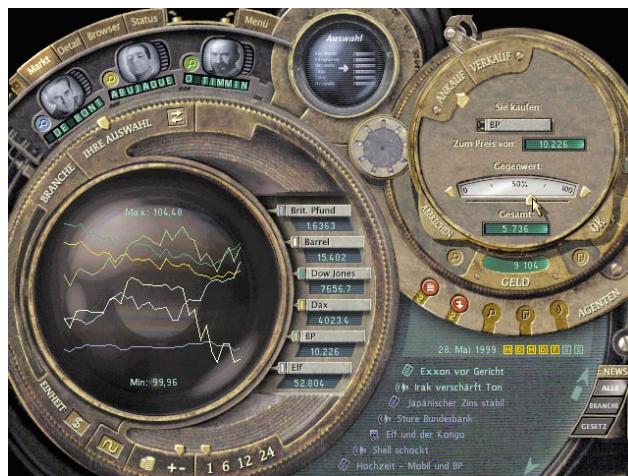 Markt
Detail
Browser
Status
Menü
Auswahl
DE BONT
ABUJAQUE
O TIMMIN
BRANCHE
IHRE AUSWAHL
ANKAUF
VERKAUF
Sie kaufen:
BP
Zum Preis von: 10.226
Gegenwert:
0 50% 100
Gesamt:
5 736
ABBRECHEN
OK
9 104
GELD
AGENTEN
Max: 104,48
Min: 99,96
Brit. Pfund
1.6363
Barrel
15.402
Dow Jones
7656.7
Dax
4023.4
BP
10.226
Elf
52.804
28. Mai 1999 M D M D F S S
Exxon vor Gericht
Irak verschärft Ton
Japanischer Zins stabil
Sture Bundesbank
Elf und der Kongo
Shell schockt
Hochzeit - Mobil und BP
NEWS
ALLE
BRANCHE
GESETZ
EINHEIT
$
+-
1 6 12 24